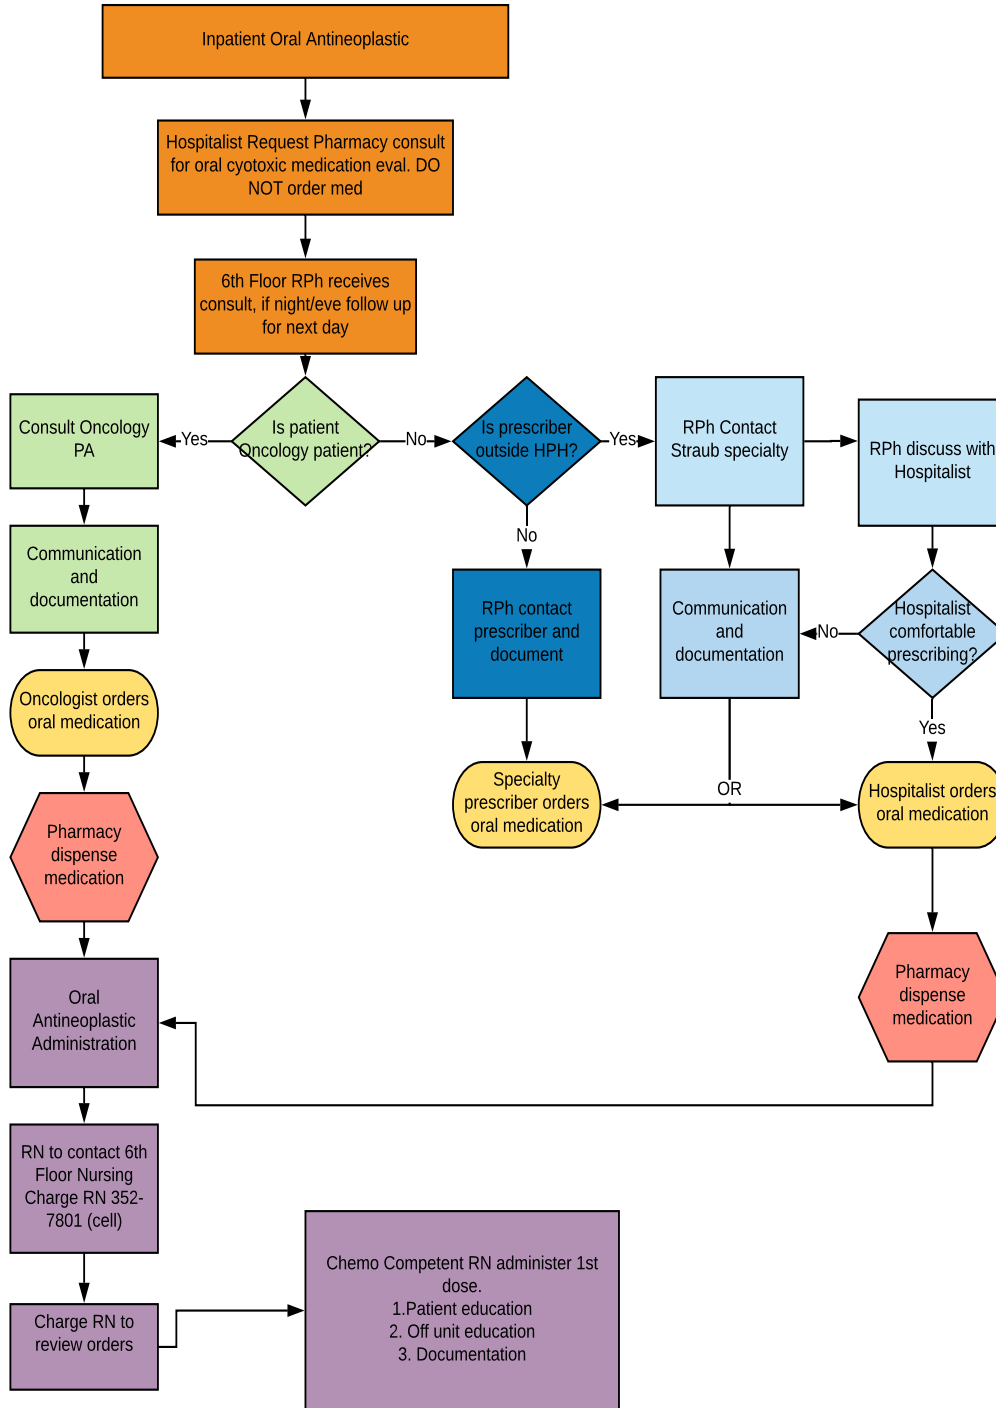 Inpatient Oral Antineoplastic
Hospitalist Request Pharmacy consult
for oral cyotoxic medication eval. DO
NOT order med
6th Floor RPh receives
consult, if night/eve follow up
for next day
Consult Oncology
PA
Yes
Is patient
Oncology patient?
No
Is prescriber
outside HPH?
Yes
RPh Contact
Straub specialty
RPh discuss with
Hospitalist
No
Communication
and
documentation
RPh contact
prescriber and
document
Communication
and
documentation
No
Hospitalist
comfortable
prescribing?
Yes
Oncologist orders
oral medication
Specialty
prescriber orders
oral medication
OR
Hospitalist orders
oral medication
Pharmacy
dispense
medication
Pharmacy
dispense
medication
Oral
Antineoplastic
Administration
RN to contact 6th
Floor Nursing
Charge RN 352-
7801 (cell)
Charge RN to
review orders
Chemo Competent RN administer 1st
dose.
1.Patient education
2. Off unit education
3. Documentation